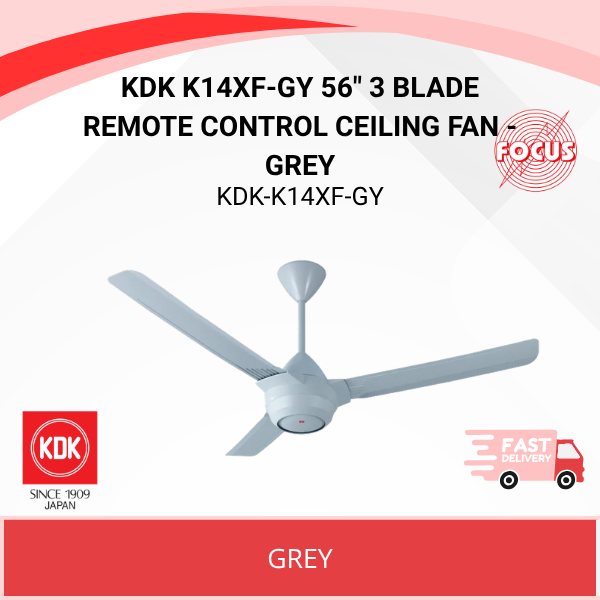 KDK K14XF-GY 56" 3 BLADE
REMOTE CONTROL CEILING FAN -
GREY
FOCUS
KDK-K14XF-GY
KDK
SINCE 1909
JAPAN
FAST
DELIVERY
GREY